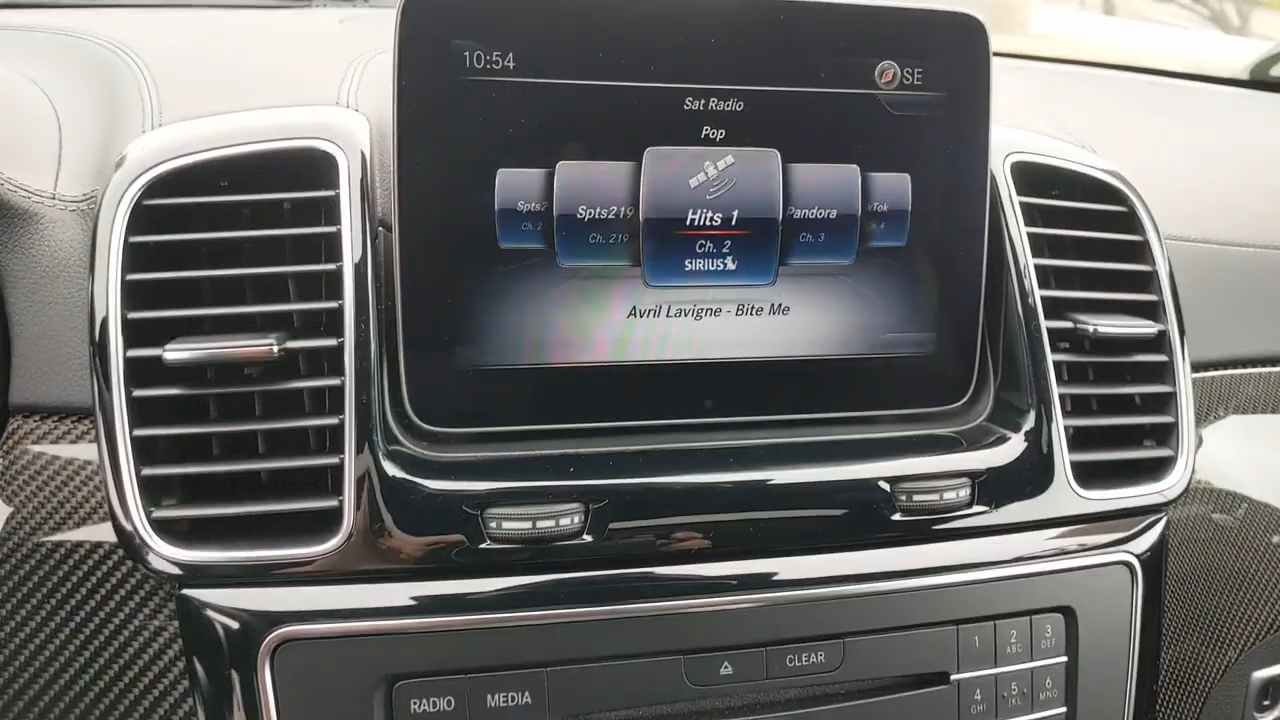 10:54
SE
Sat Radio
Pop
Spts2
Ch. 2
Spts219
Ch. 219
Hits 1
Ch. 2
SIRIUS
Pandora
Ch. 3
xTok
Ch. 4
Avril Lavigne - Bite Me
RADIO
MEDIA
CLEAR
1
2
ABC
3
DEF
4
GHI
5
JKL
6
MNO